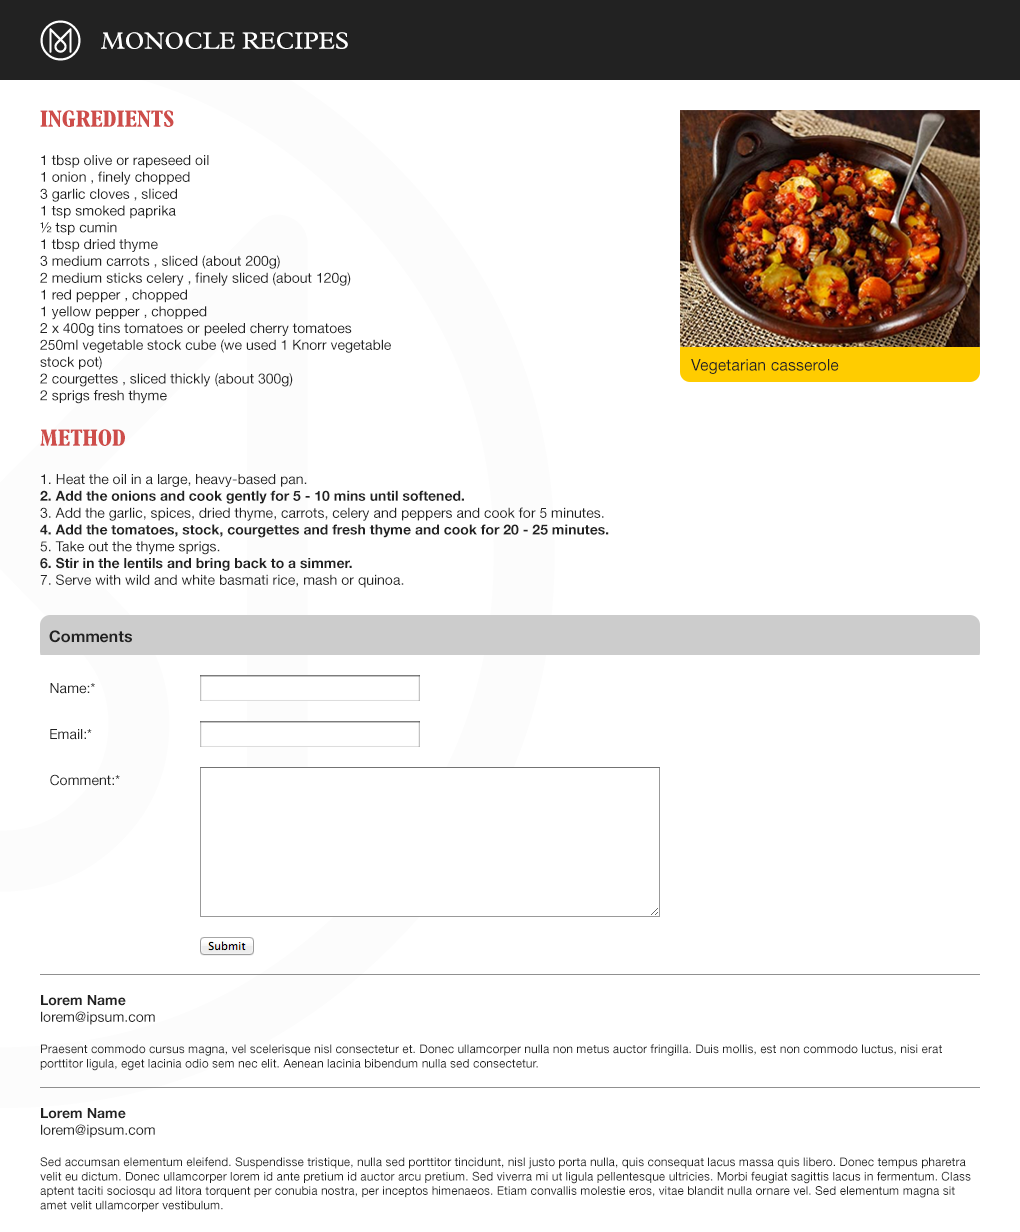 MONOCLE RECIPES
INGREDIENTS
1 tbsp olive or rapeseed oil
1 onion , finely chopped
3 garlic cloves , sliced
1 tsp smoked paprika
½ tsp cumin
1 tbsp dried thyme
3 medium carrots , sliced (about 200g)
2 medium sticks celery , finely sliced (about 120g)
1 red pepper , chopped
1 yellow pepper , chopped
2 x 400g tins tomatoes or peeled cherry tomatoes
250ml vegetable stock cube (we used 1 Knorr vegetable
stock pot)
2 courgettes , sliced thickly (about 300g)
2 sprigs fresh thyme
Vegetarian casserole
METHOD
1. Heat the oil in a large, heavy-based pan.
2. Add the onions and cook gently for 5 - 10 mins until softened.
3. Add the garlic, spices, dried thyme, carrots, celery and peppers and cook for 5 minutes.
4. Add the tomatoes, stock, courgettes and fresh thyme and cook for 20 - 25 minutes.
5. Take out the thyme sprigs.
6. Stir in the lentils and bring back to a simmer.
7. Serve with wild and white basmati rice, mash or quinoa.
Comments
Name:*
Email:*
Comment:*
Submit
Lorem Name
lorem@ipsum.com
Praesent commodo cursus magna, vel scelerisque nisl consectetur et. Donec ullamcorper nulla non metus auctor fringilla. Duis mollis, est non commodo luctus, nisi erat
porttitor ligula, eget lacinia odio sem nec elit. Aenean lacinia bibendum nulla sed consectetur.
Lorem Name
lorem@ipsum.com
Sed accumsan elementum eleifend. Suspendisse tristique, nulla sed porttitor tincidunt, nisl justo porta nulla, quis consequat lacus massa quis libero. Donec tempus pharetra
velit eu dictum. Donec ullamcorper lorem id ante pretium id auctor arcu pretium. Sed viverra mi ut ligula pellentesque ultricies. Morbi feugiat sagittis lacus in fermentum. Class
aptent taciti sociosqu ad litora torquent per conubia nostra, per inceptos himenaeos. Etiam convallis molestie eros, vitae blandit nulla ornare vel. Sed elementum magna sit
amet velit ullamcorper vestibulum.